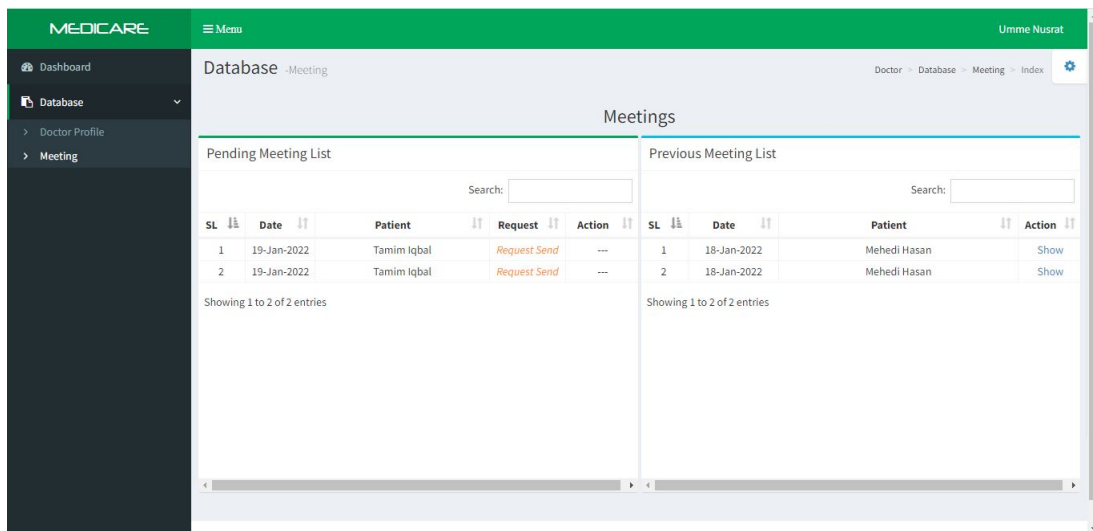 MEDICARE
Menu
Umme Nusrat
Dashboard
Database
Doctor Profile
Meeting
Database -Meeting
Doctor > Database > Meeting > Index
Meetings
Pending Meeting List
Search:
SL Date Patient Request Action
1 19-Jan-2022 Tamim Iqbal Request Send ---
2 19-Jan-2022 Tamim Iqbal Request Send ---
Showing 1 to 2 of 2 entries
Previous Meeting List
Search:
SL Date Patient Action
1 18-Jan-2022 Mehedi Hasan Show
2 18-Jan-2022 Mehedi Hasan Show
Showing 1 to 2 of 2 entries